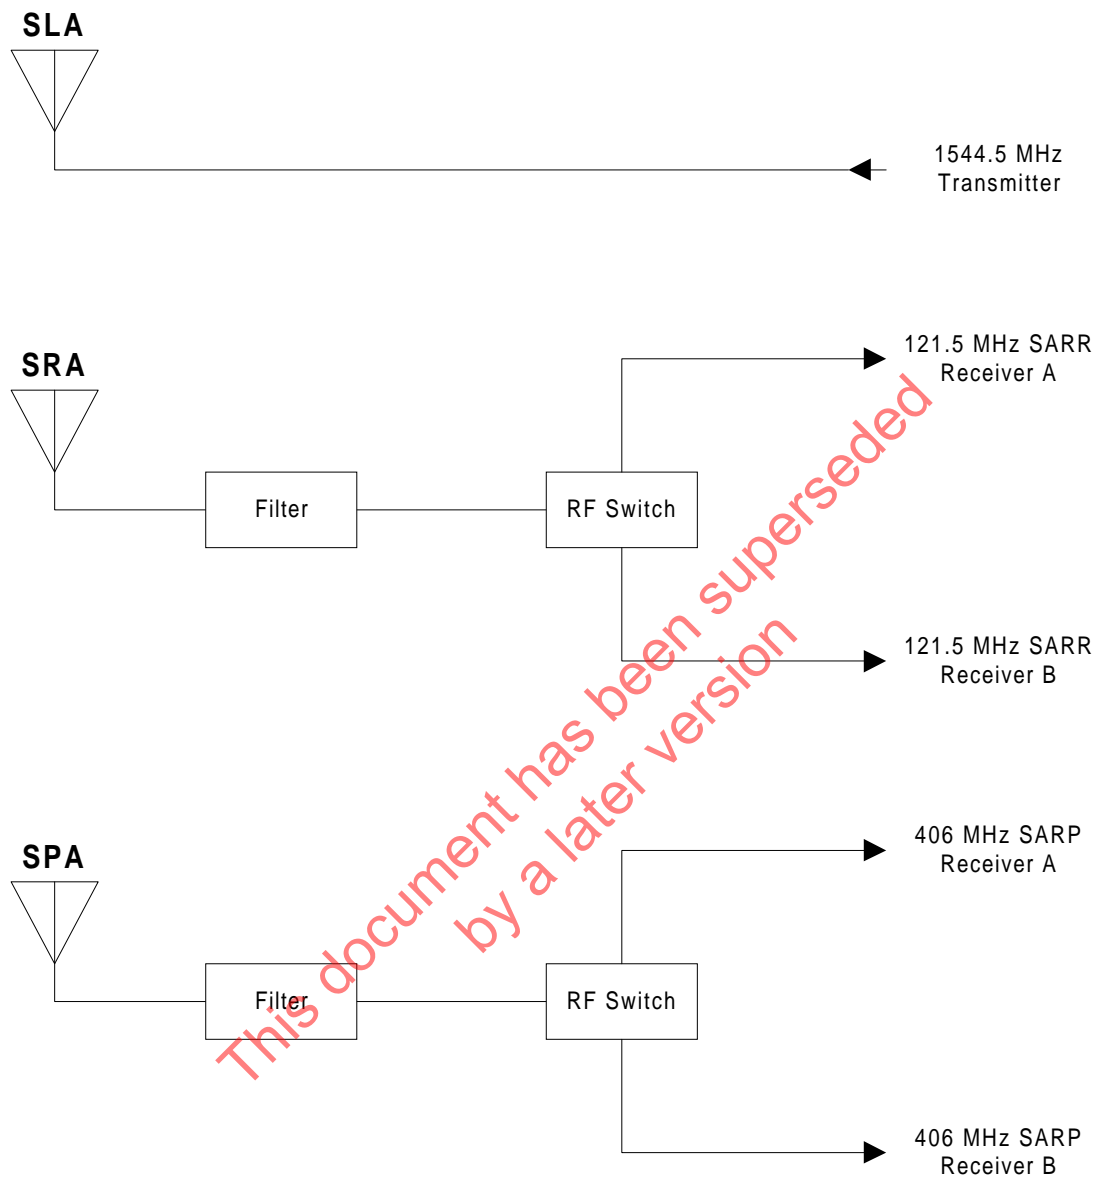 SLA
1544.5 MHz
Transmitter
SRA
121.5 MHz SARR
Receiver A
Filter
RF Switch
121.5 MHz SARR
Receiver B
SPA
406 MHz SARP
Receiver A
Filter
RF Switch
406 MHz SARP
Receiver B
This document has been superseded
by a later version